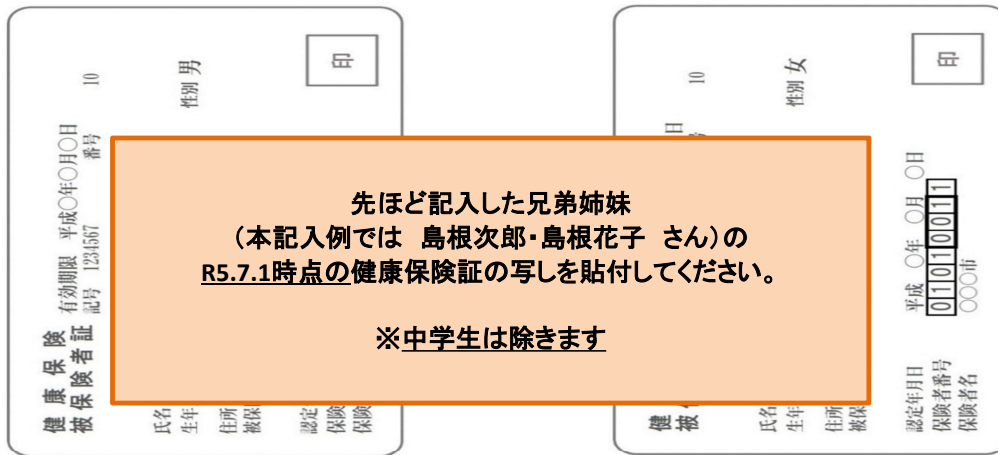 健康保険
被保険者証
有効期限 平成○年○月○日
記号 1234567 番号 10
氏名
生年
性別 男
住所
被保
認定
保険
保険
印
先ほど記入した兄弟姉妹
(本記入例では 島根次郎・島根花子 さん)の
R5.7.1時点の健康保険証の写しを貼付してください。
※中学生は除きます
健
被保
日
号 10
氏名
生年
性別 女
住所
被保
認定年月日 平成 ○年 ○月 ○日
保険者番号 01010011
保険者名 ○○○市
印